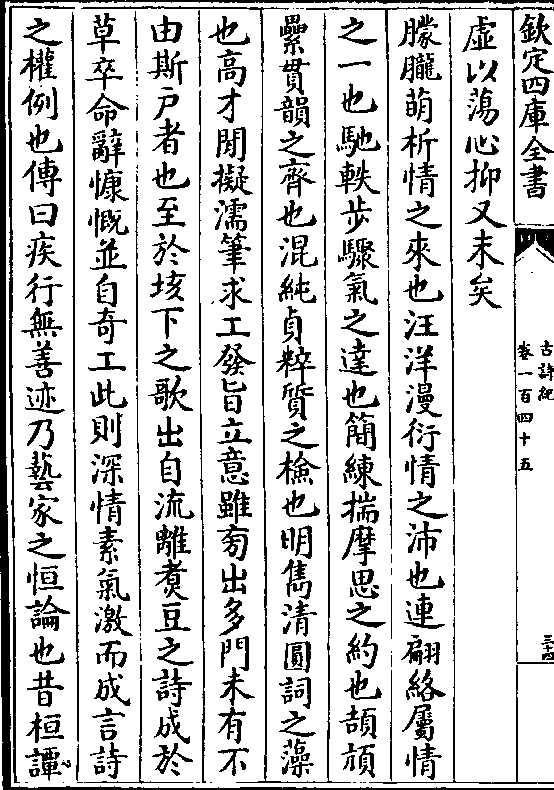 欽定四庫全書
古詩紀
卷一百四十五
三十四
虛以蕩心抑又末矣
朦朧萌析情之來也汪洋漫衍情之沛也連翩絡屬情
之一也馳軼步驟氣之達也簡練揣摩思之約也頡頏
纍貫韻之齊也混純貞粹質之檢也明雋清圓詞之藻
也高才閒擬濡筆求工發旨立意雖旁出多門未有不
由斯戶者也至於垓下之歌出自流離煑豆之詩成於
草卒命辭慷慨並自奇工此則深情素氣激而成言詩
之權例也傳曰疾行無善迹乃藝家之恒論也昔桓譚